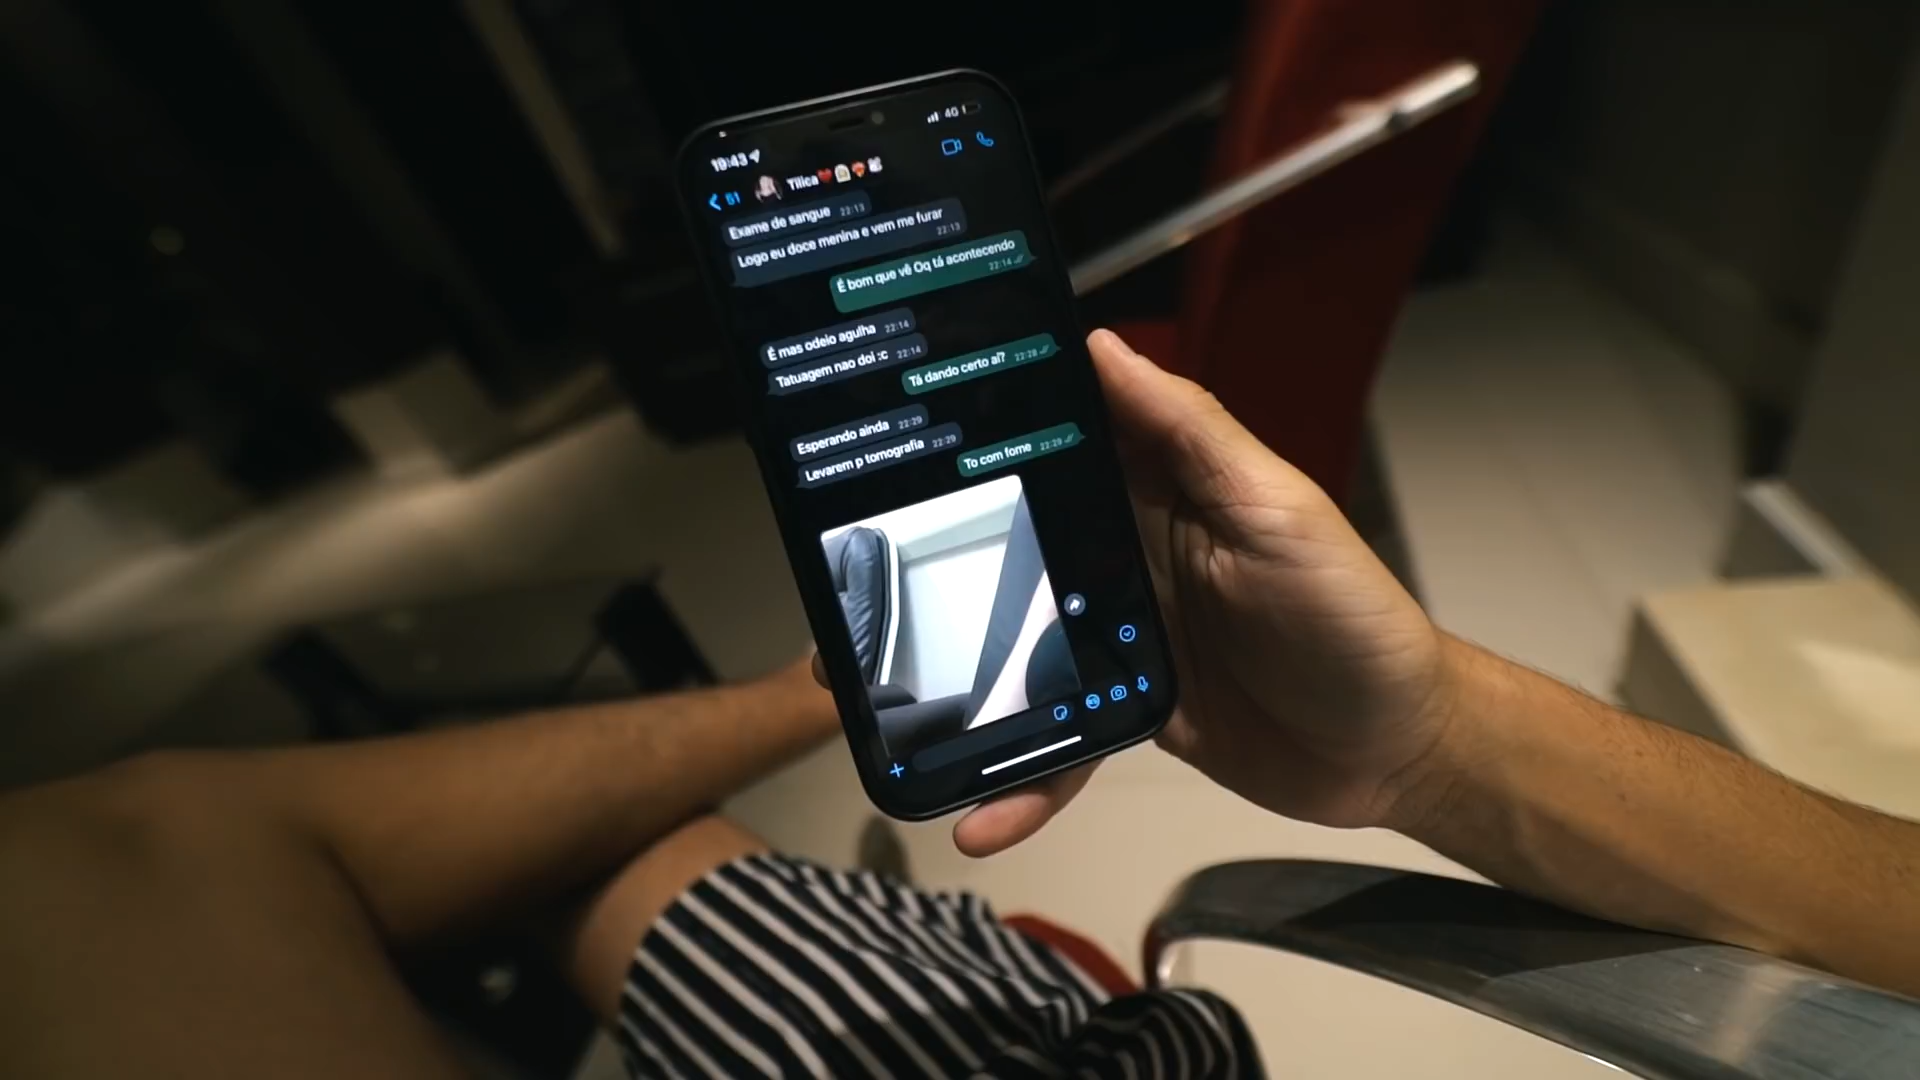 19:43
4G
51
Tilica
Exame de sangue 22:13
Logo eu doce menina e vem me furar
22:13
É bom que vê Oq tá acontecendo
22:14
É mas odeio agulha 22:14
Tatuagem nao doi :c 22:14
Tá dando certo aí? 22:28
Esperando ainda 22:29
Levarem p tomografia 22:29
To com fome 22:29